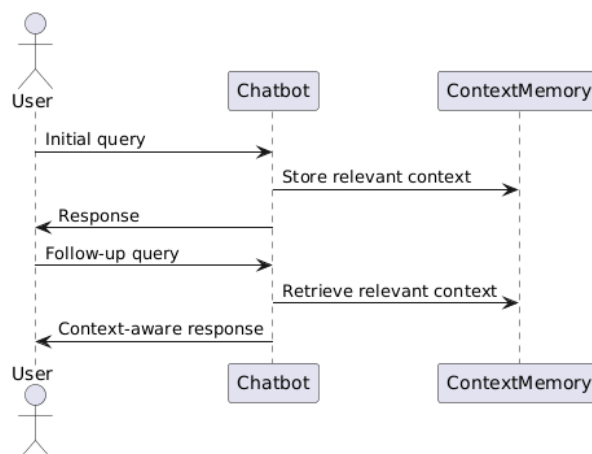 User
Chatbot
ContextMemory
Initial query
Store relevant context
Response
Follow-up query
Retrieve relevant context
Context-aware response
User
Chatbot
ContextMemory